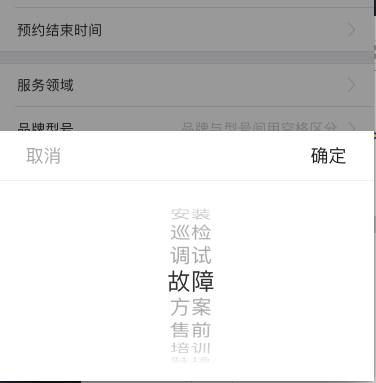 预约结束时间
服务领域
品牌型号 品牌与型号间用空格区分
取消 确定
安装
巡检
调试
故障
方案
售前
培训